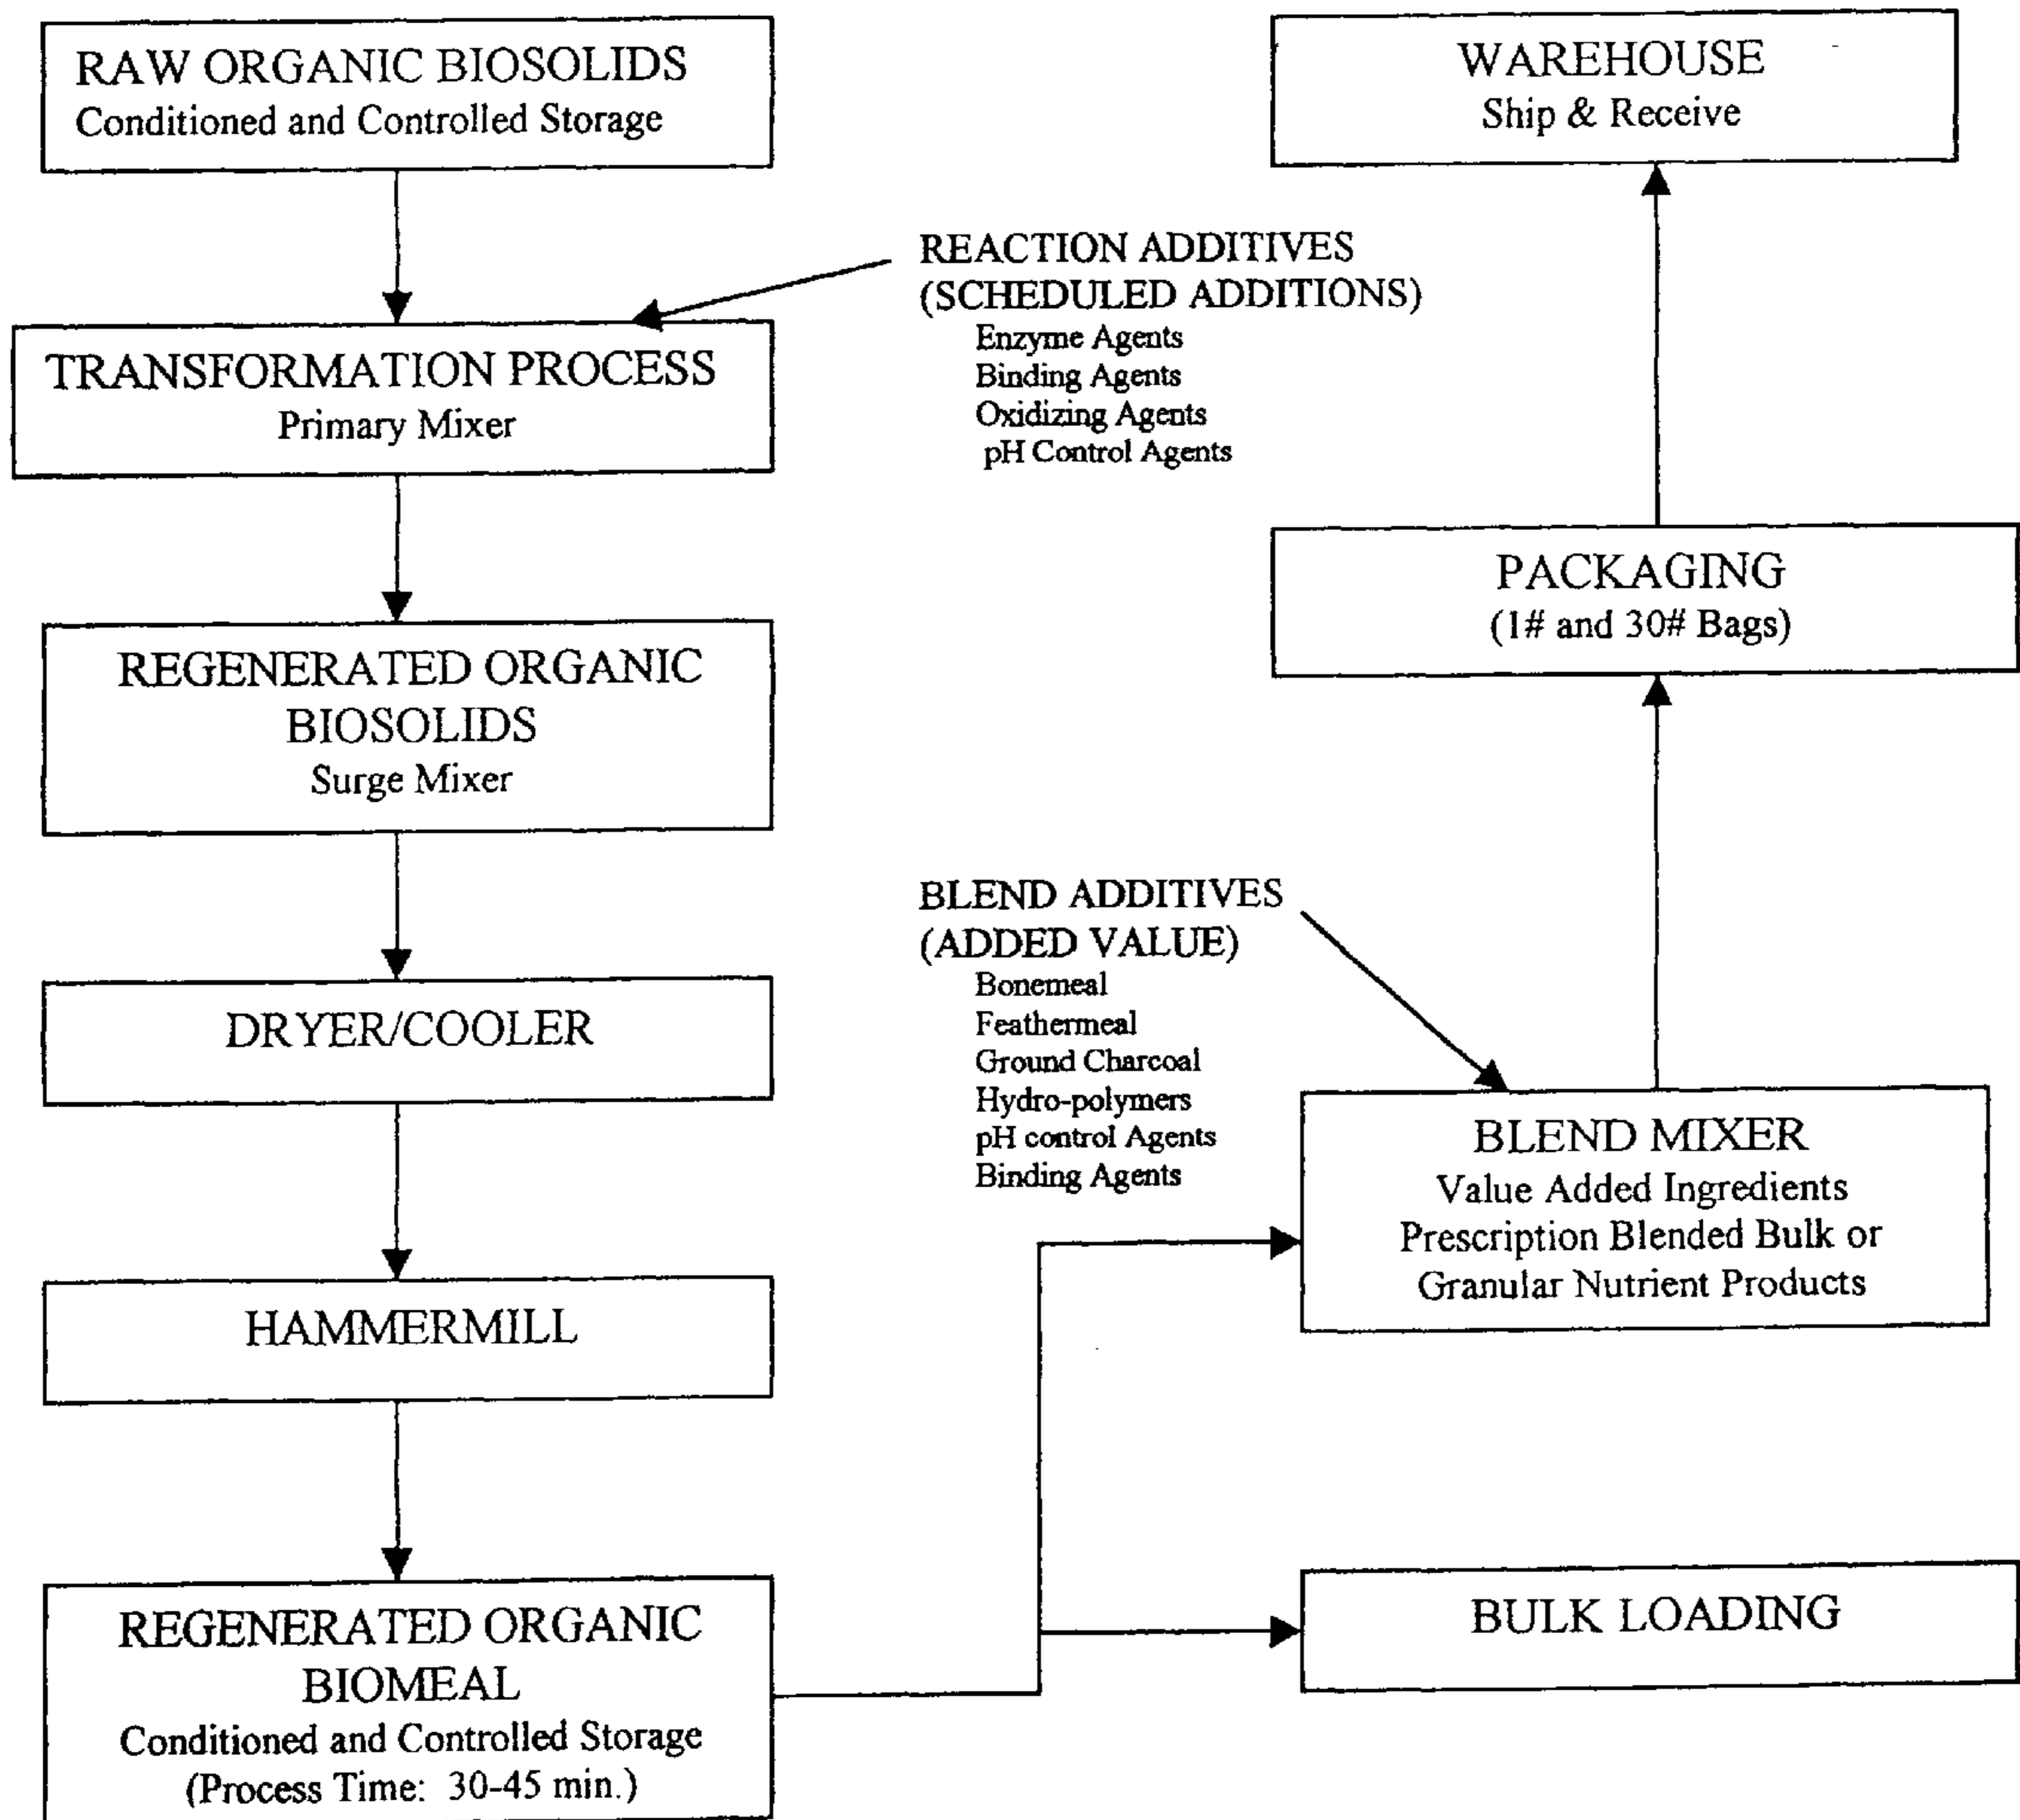 RAW ORGANIC BIOSOLIDS
Conditioned and Controlled Storage
TRANSFORMATION PROCESS
Primary Mixer
REGENERATED ORGANIC
BIOSOLIDS
Surge Mixer
DRYER/COOLER
HAMMERMILL
REGENERATED ORGANIC
BIOMEAL
Conditioned and Controlled Storage
(Process Time: 30-45 min.)
REACTION ADDITIVES
(SCHEDULED ADDITIONS)
Enzyme Agents
Binding Agents
Oxidizing Agents
pH Control Agents
BLEND ADDITIVES
(ADDED VALUE)
Bonemeal
Feathermeal
Ground Charcoal
Hydro-polymers
pH control Agents
Binding Agents
WAREHOUSE
Ship & Receive
PACKAGING
(1# and 30# Bags)
BLEND MIXER
Value Added Ingredients
Prescription Blended Bulk or
Granular Nutrient Products
BULK LOADING